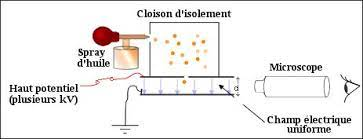 Cloison d'isolement
Spray
d'huile
Haut potentiel
(plusieurs kV)
d
Microscope
Champ électrique
uniforme